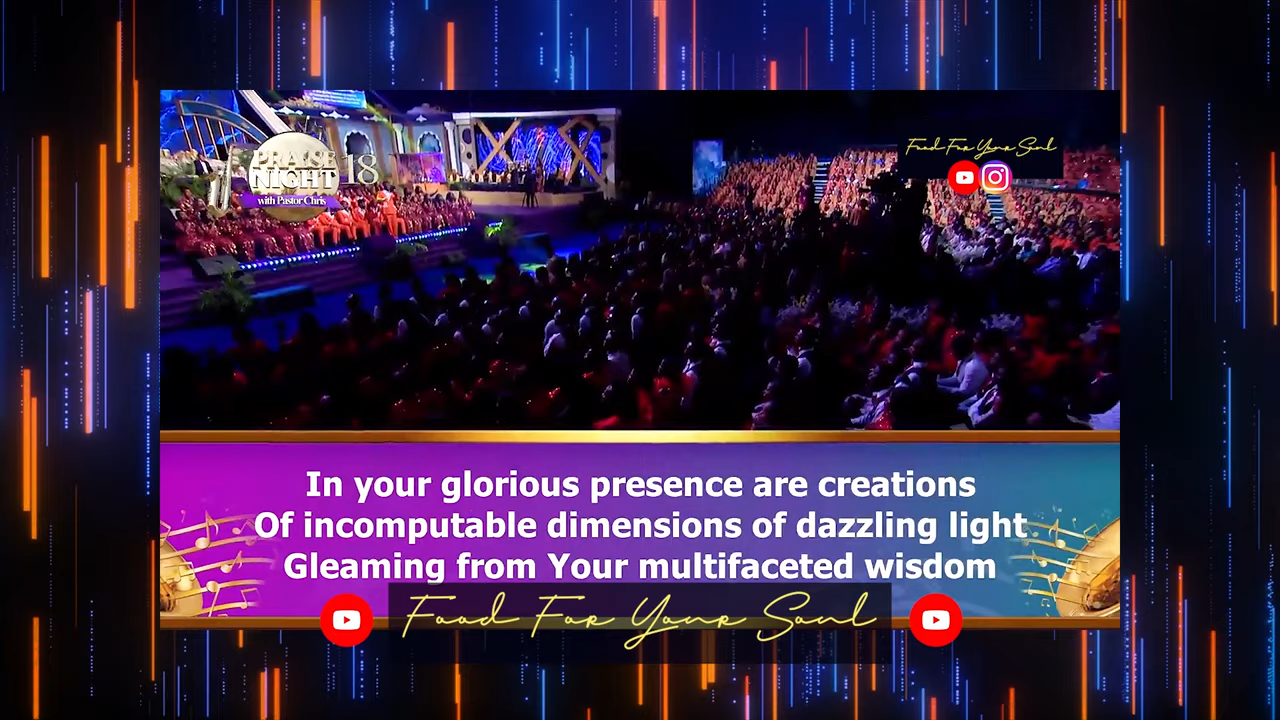 PRAISE
NIGHT 18
with Pastor Chris
Food For Your Soul
In your glorious presence are creations
Of incomputable dimensions of dazzling light
Gleaming from Your multifaceted wisdom
Food For Your Soul